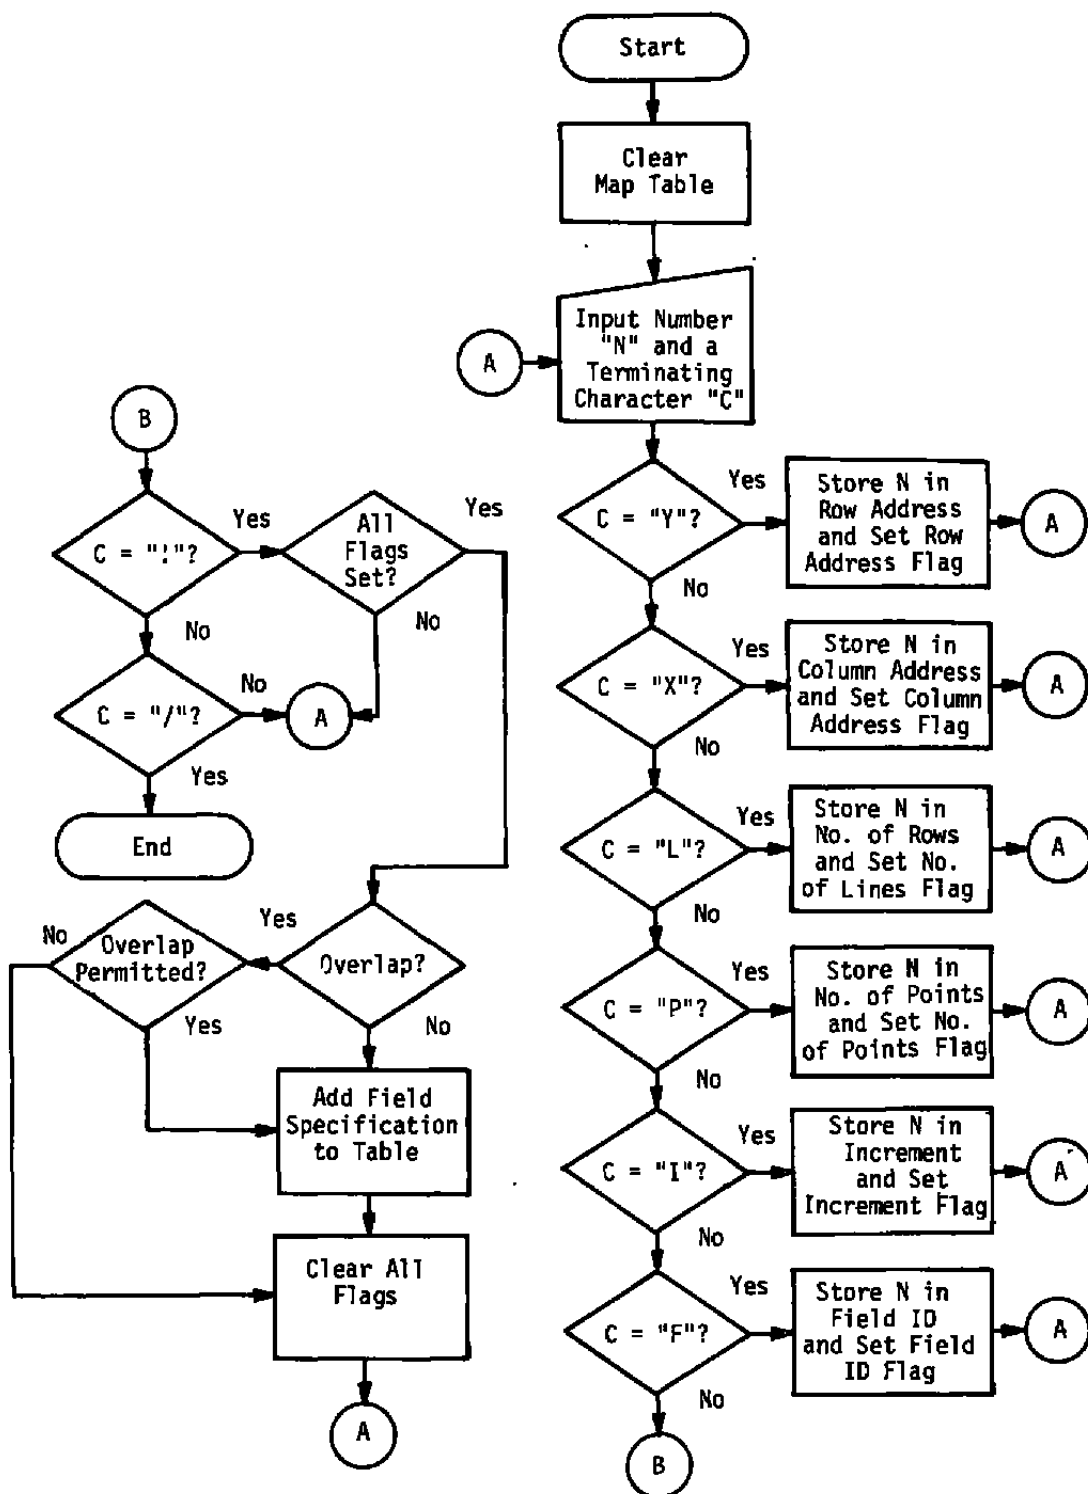 Start
Clear
Map Table
Input Number
"N" and a
Terminating
Character "C"
A
C = "Y"?
Yes
Store N in
Row Address
and Set Row
Address Flag
A
No
C = "X"?
Yes
Store N in
Column Address
and Set Column
Address Flag
A
No
C = "L"?
Yes
Store N in
No. of Rows
and Set No.
of Lines Flag
A
No
C = "P"?
Yes
Store N in
No. of Points
and Set No.
of Points Flag
A
No
C = "I"?
Yes
Store N in
Increment
and Set
Increment Flag
A
No
C = "F"?
Yes
Store N in
Field ID
and Set Field
ID Flag
A
No
B
B
C = "!"?
Yes
All
Flags
Set?
Yes
No
No
C = "/"?
No
A
Yes
End
Overlap?
Yes
Overlap
Permitted?
No
Yes
No
Add Field
Specification
to Table
Clear All
Flags
A